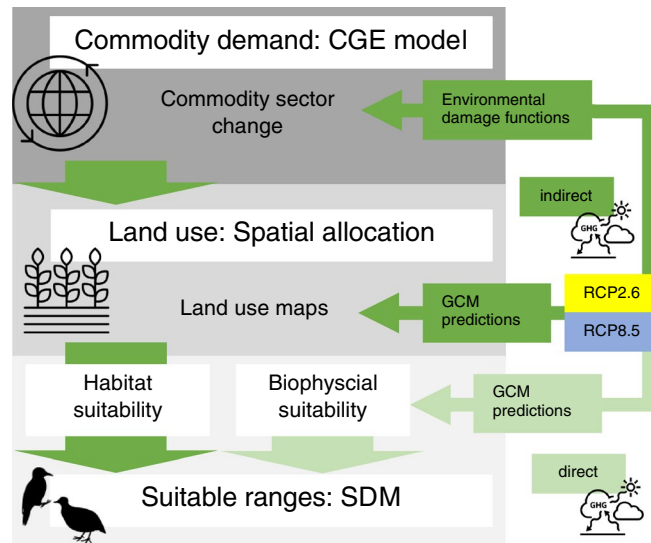 Commodity demand: CGE model
Commodity sector
change
Environmental
damage functions
indirect
GHG
Land use: Spatial allocation
Land use maps
GCM
predictions
RCP2.6
RCP8.5
Habitat
suitability
Biophyscial
suitability
GCM
predictions
direct
GHG
Suitable ranges: SDM